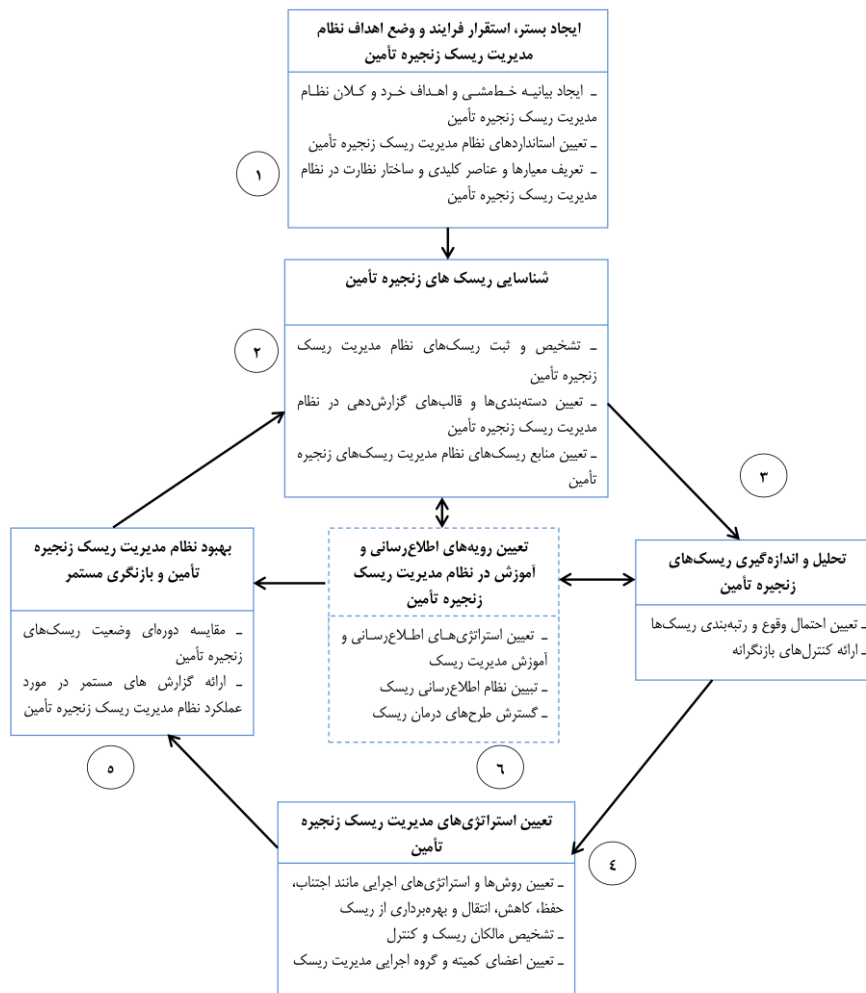 ایجاد بستر، استقرار فرایند و وضع اهداف نظام
مدیریت ریسک زنجیره تأمین
ـ ایجاد بیانیه خط‌مشی و اهداف خرد و کلان نظام
مدیریت ریسک زنجیره تأمین
ـ تعیین استانداردهای نظام مدیریت ریسک زنجیره تأمین
ـ تعریف معیارها و عناصر کلیدی و ساختار نظارت در نظام
مدیریت ریسک زنجیره تأمین
١
شناسایی ریسک های زنجیره تأمین
ـ تشخیص و ثبت ریسک‌های نظام مدیریت ریسک
زنجیره تأمین
ـ تعیین دسته‌بندی‌ها و قالب‌های گزارش‌دهی در نظام
مدیریت ریسک زنجیره تأمین
ـ تعیین منابع ریسک‌های نظام مدیریت ریسک‌های زنجیره
تأمین
٢
٣
تحلیل و اندازه‌گیری ریسک‌های
زنجیره تأمین
ـ تعیین احتمال وقوع و رتبه‌بندی ریسک‌ها
ـ ارائه کنترل‌های بازنگرانه
تعیین رویه‌های اطلاع‌رسانی و
آموزش در نظام مدیریت ریسک
زنجیره تأمین
ـ تعیین استراتژی‌های اطلاع‌رسانی و
آموزش مدیریت ریسک
ـ تبیین نظام اطلاع‌رسانی ریسک
ـ گسترش طرح‌های درمان ریسک
٦
بهبود نظام مدیریت ریسک زنجیره
تأمین و بازنگری مستمر
ـ مقایسه دوره‌ای وضعیت ریسک‌های
زنجیره تأمین
ـ ارائه گزارش های مستمر در مورد
عملکرد نظام مدیریت ریسک زنجیره تأمین
٥
تعیین استراتژی‌های مدیریت ریسک زنجیره
تأمین
ـ تعیین روش‌ها و استراتژی‌های اجرایی مانند اجتناب،
حفظ، کاهش، انتقال و بهره‌برداری از ریسک
ـ تشخیص مالکان ریسک و کنترل
ـ تعیین اعضای کمیته و گروه اجرایی مدیریت ریسک
٤